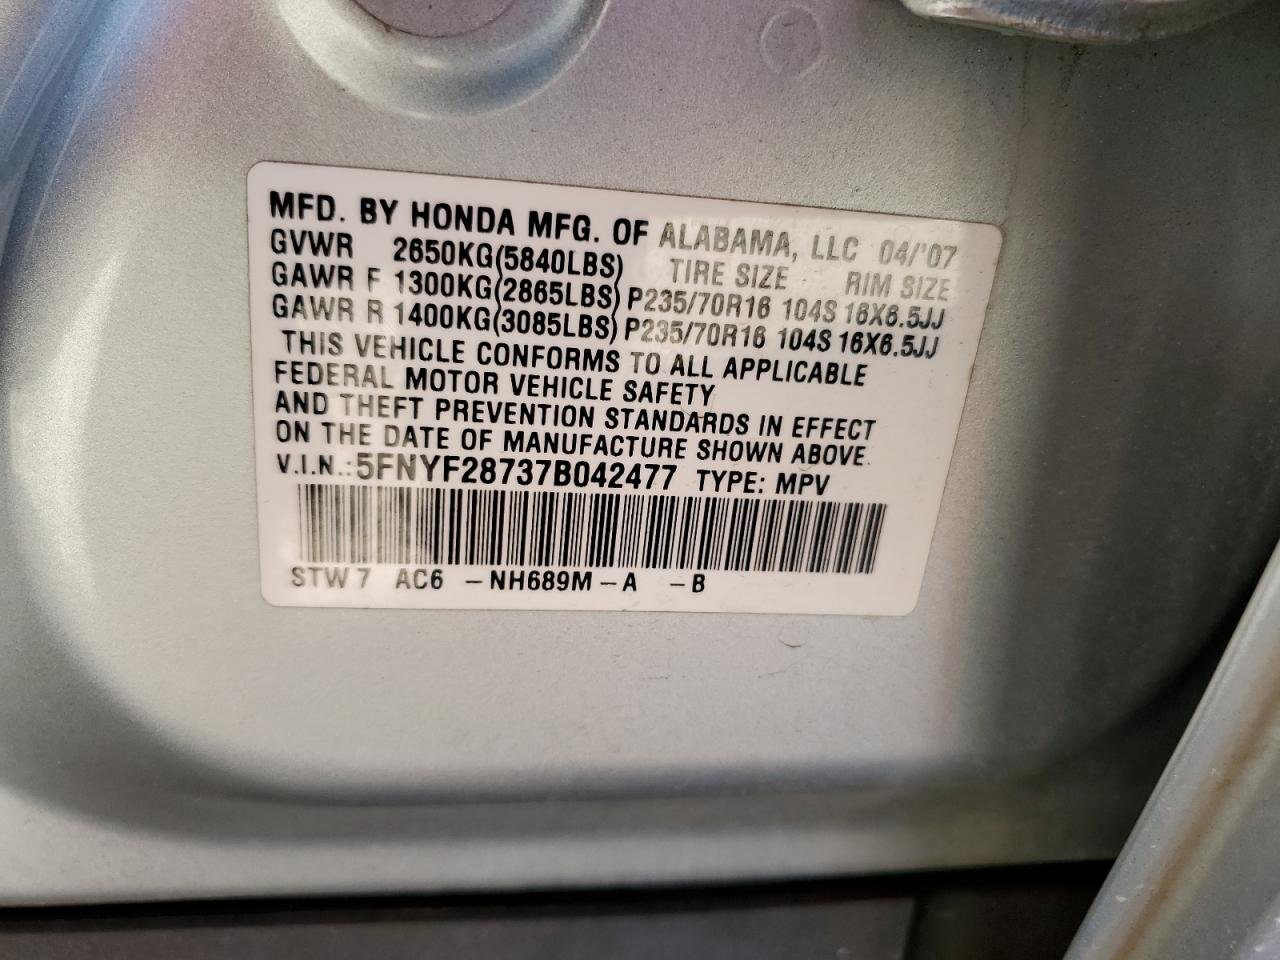 MFD. BY HONDA MFG. OF ALABAMA, LLC 04/'07
GVWR 2650KG(5840LBS) TIRE SIZE RIM SIZE
GAWR F 1300KG(2865LBS) P235/70R16 104S 16X6.5JJ
GAWR R 1400KG(3085LBS) P235/70R16 104S 16X6.5JJ
THIS VEHICLE CONFORMS TO ALL APPLICABLE
FEDERAL MOTOR VEHICLE SAFETY
AND THEFT PREVENTION STANDARDS IN EFFECT
ON THE DATE OF MANUFACTURE SHOWN ABOVE.
V.I.N.: 5FNYF28737B042477 TYPE: MPV
STW7 AC6 -NH689M-A -B